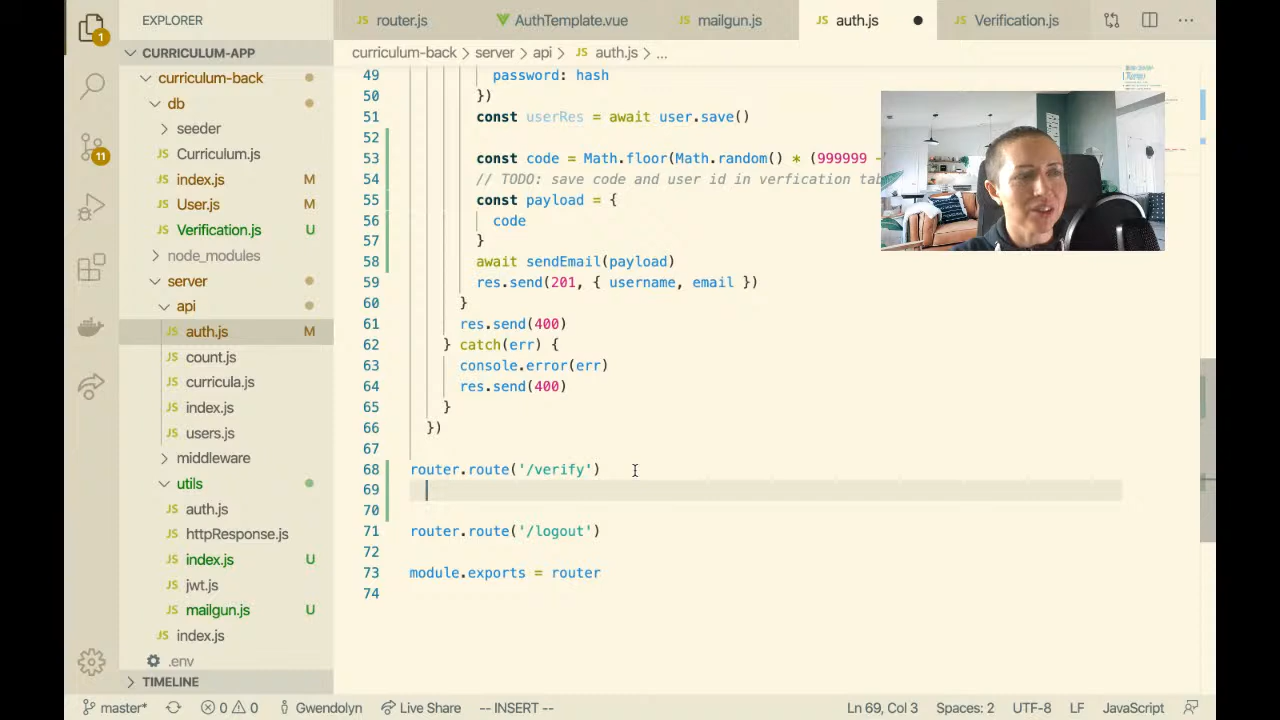 EXPLORER
router.js
AuthTemplate.vue
mailgun.js
auth.js
Verification.js
CURRICULUM-APP
curriculum-back > server > api > JS auth.js > ...
curriculum-back
db
seeder
Curriculum.js
index.js M
User.js M
Verification.js U
node_modules
server
api
auth.js M
count.js
curricula.js
index.js
users.js
middleware
utils
auth.js
httpResponse.js
index.js U
jwt.js
mailgun.js U
index.js
.env
TIMELINE
49 password: hash
50 })
51 const userRes = await user.save()
52
53 const code = Math.floor(Math.random() * (999999 -
54 // TODO: save code and user id in verfication
55 const payload = {
56 code
57 }
58 await sendEmail(payload)
59 res.send(201, { username, email })
60 }
61 res.send(400)
62 } catch(err) {
63 console.error(err)
64 res.send(400)
65 }
66 })
67
68 router.route('/verify')
69
70
71 router.route('/logout')
72
73 module.exports = router
74
1
11
master* 0 0 Gwendolyn Live Share -- INSERT -- Ln 69, Col 3 Spaces: 2 UTF-8 LF JavaScript